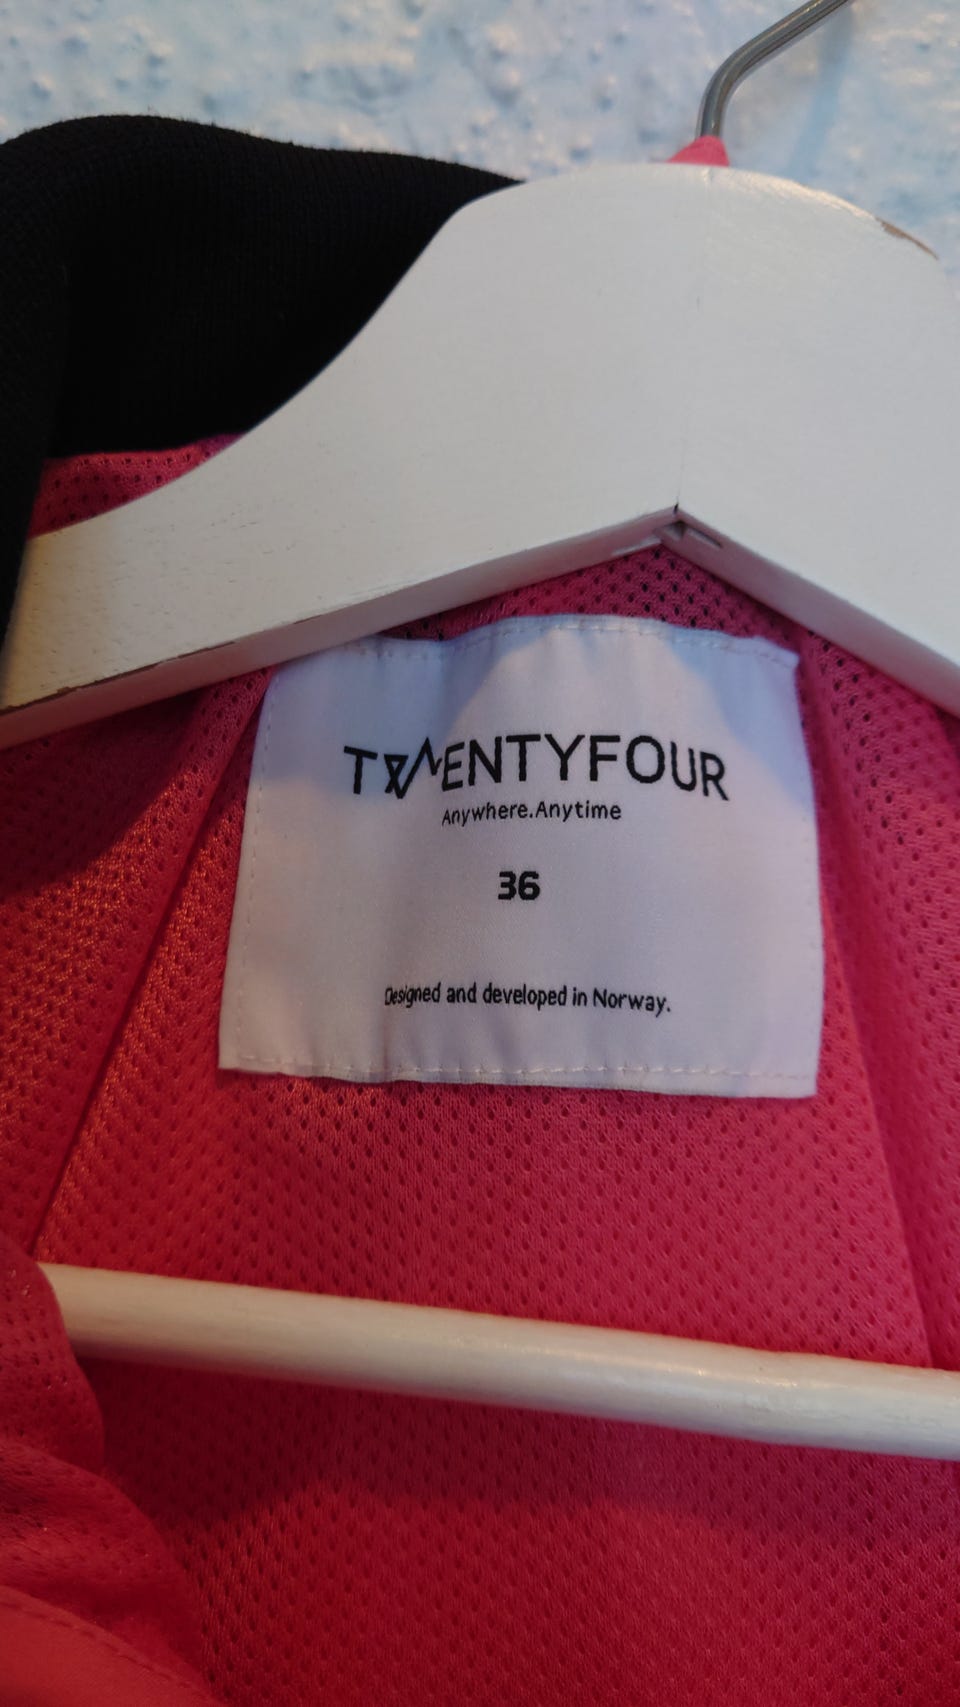 TWENTYFOUR
Anywhere.Anytime
36
Designed and developed in Norway.